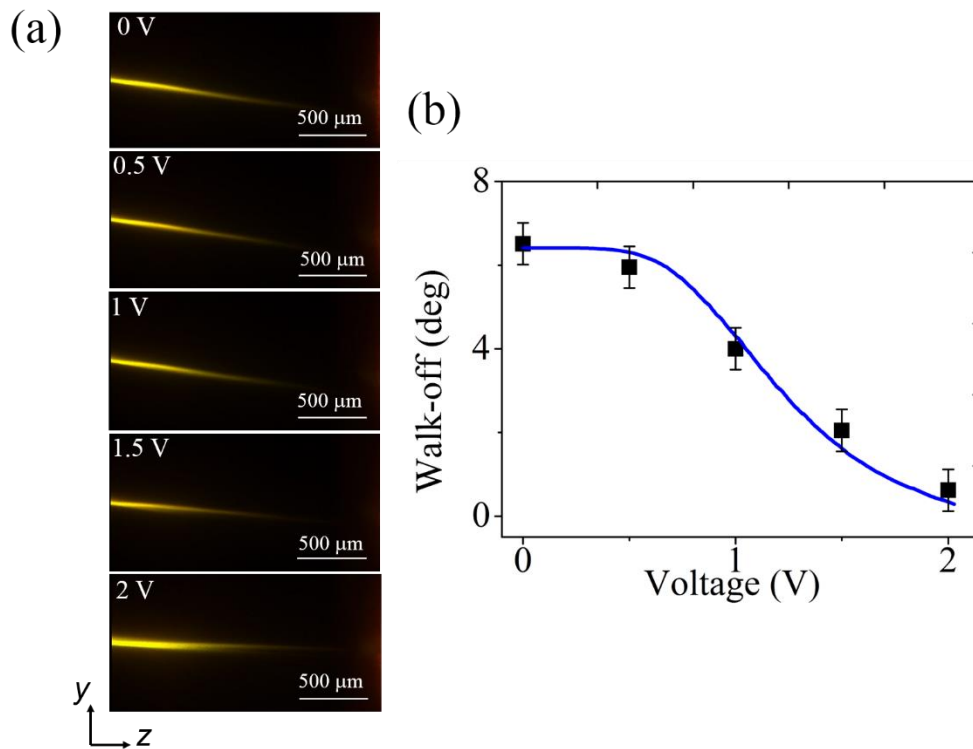 (a)
0 V
500 μm
0.5 V
500 μm
1 V
500 μm
1.5 V
500 μm
2 V
500 μm
y
z
(b)
8
4
0
Walk-off (deg)
0 1 2
Voltage (V)